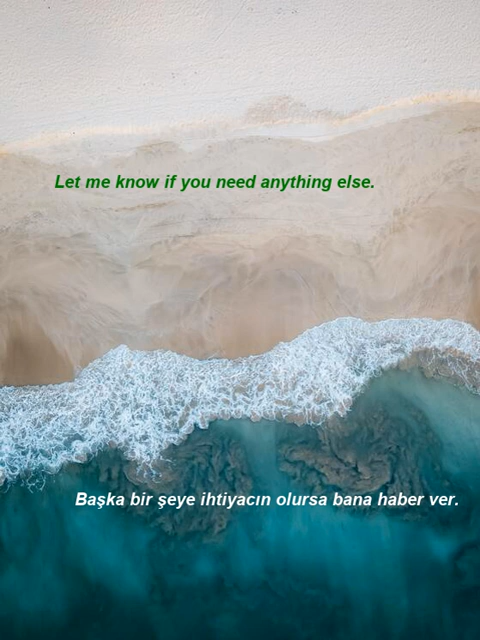 Let me know if you need anything else.
Başka bir şeye ihtiyacın olursa bana haber ver.